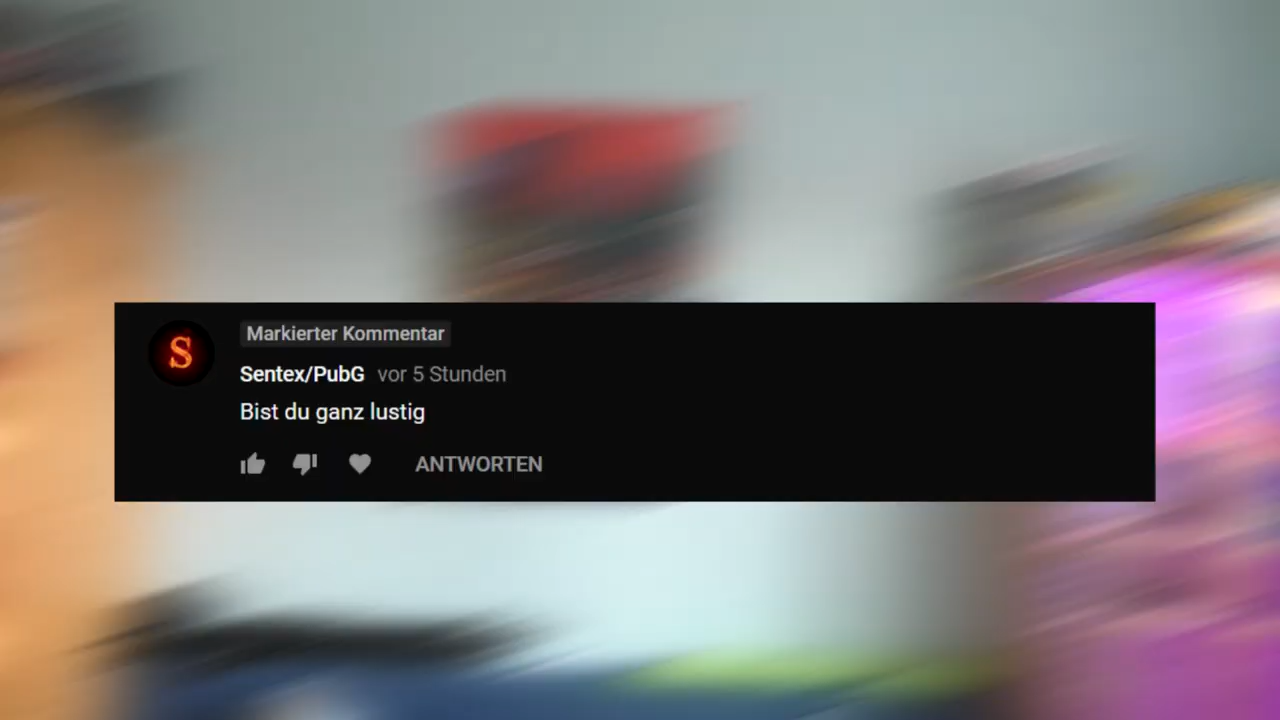 S
Markierter Kommentar
Sentex/PubG vor 5 Stunden
Bist du ganz lustig
ANTWORTEN